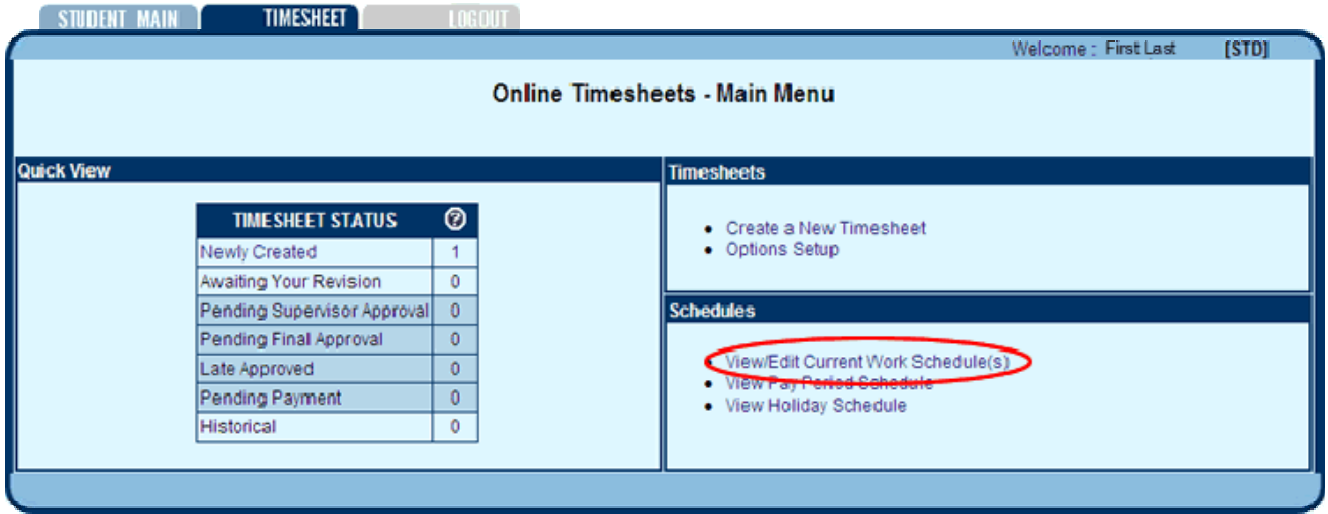 STUDENT MAIN TIMESHEET LOGOUT
Welcome : First Last [STD]
Online Timesheets - Main Menu
Quick View
TIMESHEET STATUS ?
Newly Created 1
Awaiting Your Revision 0
Pending Supervisor Approval 0
Pending Final Approval 0
Late Approved 0
Pending Payment 0
Historical 0
Timesheets
• Create a New Timesheet
• Options Setup
Schedules
• View/Edit Current Work Schedule(s)
• View Pay Period Schedule
• View Holiday Schedule